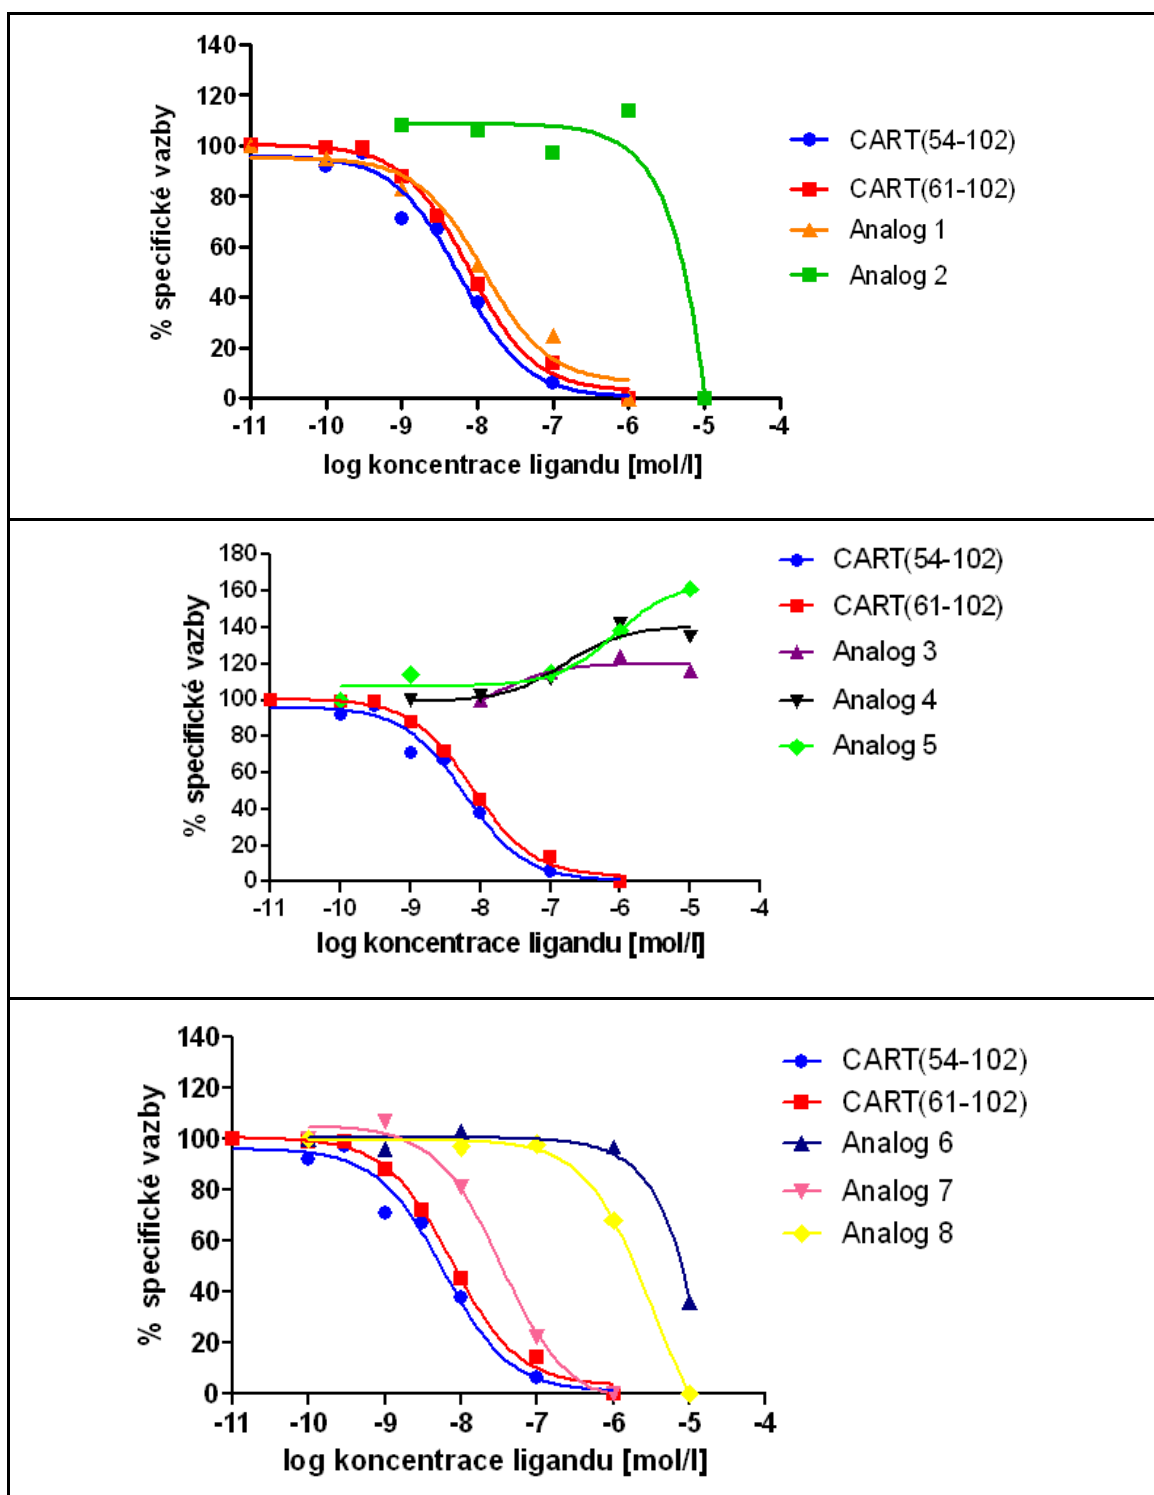 140
120
100
80
60
40
20
0
% specifické vazby
-11 -10 -9 -8 -7 -6 -5 -4
log koncentrace ligandu [mol/l]
CART(54-102)
CART(61-102)
Analog 1
Analog 2
180
160
140
120
100
80
60
40
20
0
% specifické vazby
-11 -10 -9 -8 -7 -6 -5 -4
log koncentrace ligandu [mol/l]
CART(54-102)
CART(61-102)
Analog 3
Analog 4
Analog 5
140
120
100
80
60
40
20
0
% specifické vazby
-11 -10 -9 -8 -7 -6 -5 -4
log koncentrace ligandu [mol/l]
CART(54-102)
CART(61-102)
Analog 6
Analog 7
Analog 8